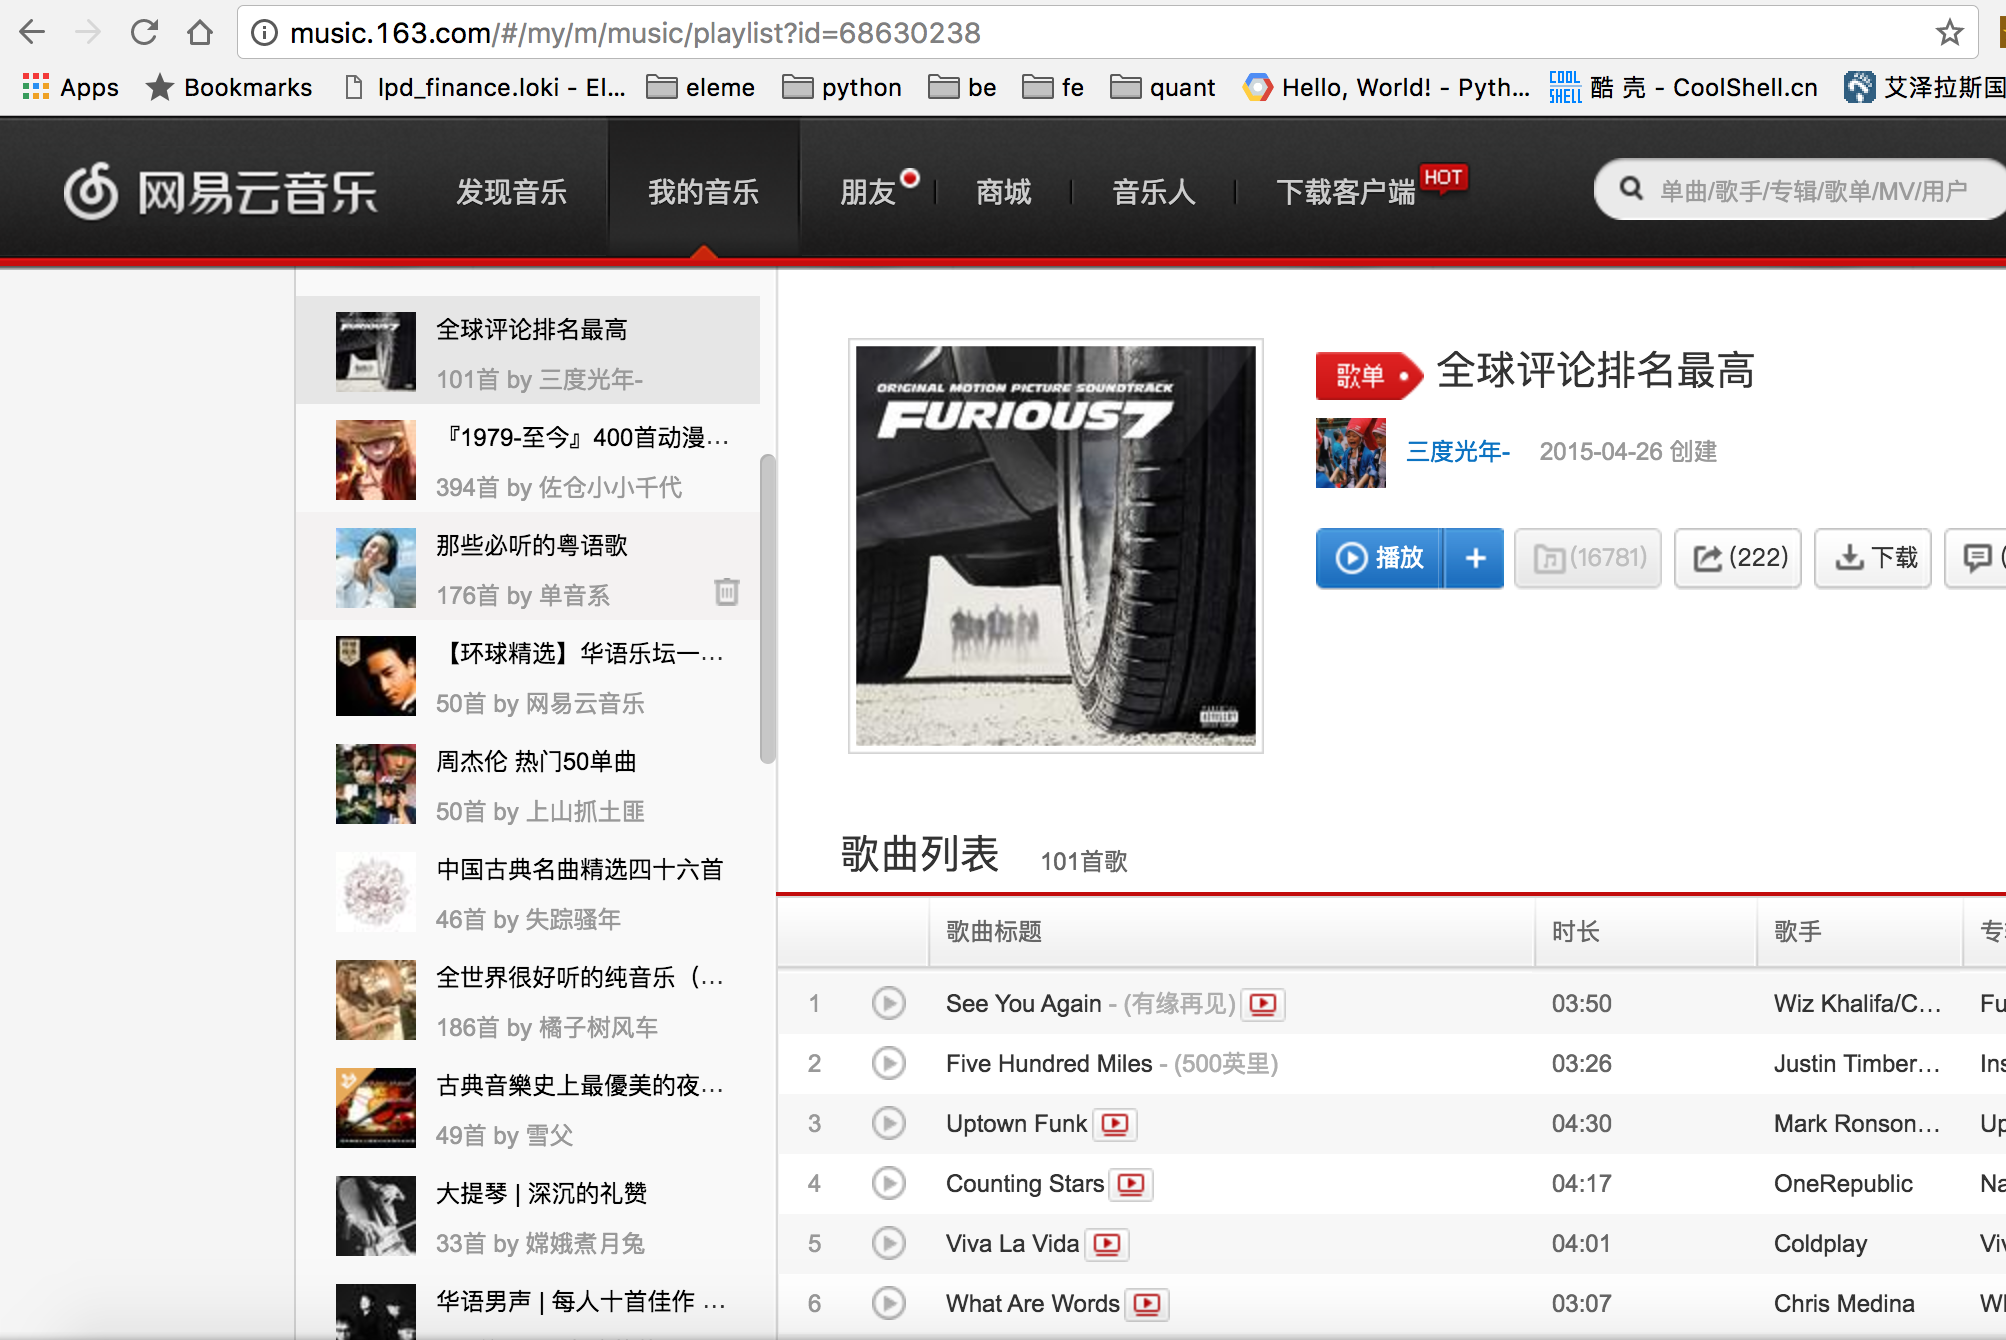 music.163.com/#/my/m/music/playlist?id=68630238
Apps Bookmarks lpd_finance.loki - El... eleme python be fe quant Hello, World! - Pyth... COOL SHELL 酷 壳 - CoolShell.cn 艾泽拉斯国
网易云音乐 发现音乐 我的音乐 朋友 商城 音乐人 下载客户端 HOT 单曲/歌手/专辑/歌单/MV/用户
全球评论排名最高
101首 by 三度光年-
『1979-至今』400首动漫...
394首 by 佐仓小小千代
那些必听的粤语歌
176首 by 单音系
【环球精选】华语乐坛一...
50首 by 网易云音乐
周杰伦 热门50单曲
50首 by 上山抓土匪
中国古典名曲精选四十六首
46首 by 失踪骚年
全世界很好听的纯音乐（...
186首 by 橘子树风车
古典音樂史上最優美的夜...
49首 by 雪父
大提琴 | 深沉的礼赞
33首 by 嫦娥煮月兔
华语男声 | 每人十首佳作 ...
ORIGINAL MOTION PICTURE SOUNDTRACK
FURIOUS 7
歌单 全球评论排名最高
三度光年- 2015-04-26 创建
播放 + (16781) (222) 下载 (
歌曲列表 101首歌
歌曲标题 时长 歌手 专
1 See You Again - (有缘再见) 03:50 Wiz Khalifa/C... Fu
2 Five Hundred Miles - (500英里) 03:26 Justin Timber... Ins
3 Uptown Funk 04:30 Mark Ronson... Up
4 Counting Stars 04:17 OneRepublic Na
5 Viva La Vida 04:01 Coldplay Viv
6 What Are Words 03:07 Chris Medina Wh